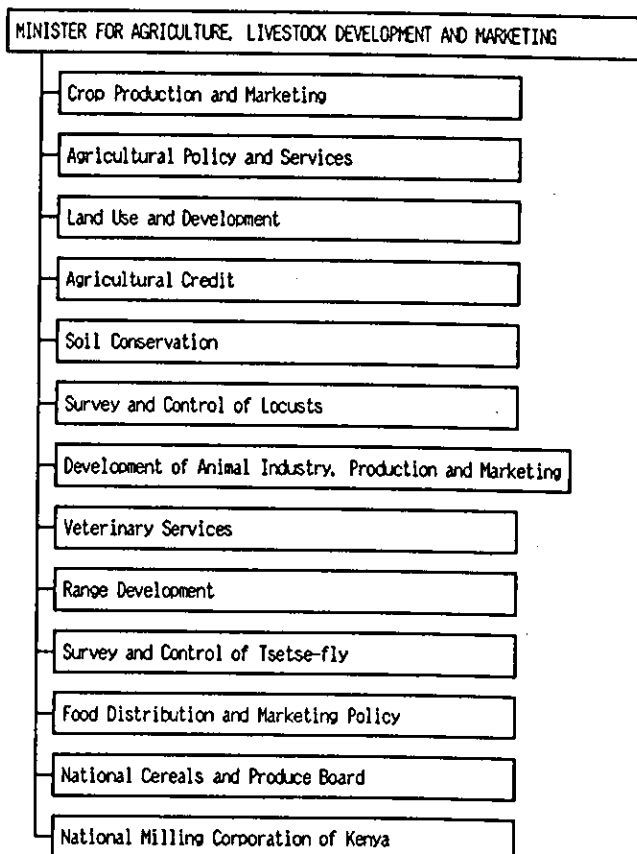 MINISTER FOR AGRICULTURE. LIVESTOCK DEVELOPMENT AND MARKETING
Crop Production and Marketing
Agricultural Policy and Services
Land Use and Development
Agricultural Credit
Soil Conservation
Survey and Control of Locusts
Development of Animal Industry. Production and Marketing
Veterinary Services
Range Development
Survey and Control of Tsetse-fly
Food Distribution and Marketing Policy
National Cereals and Produce Board
National Milling Corporation of Kenya